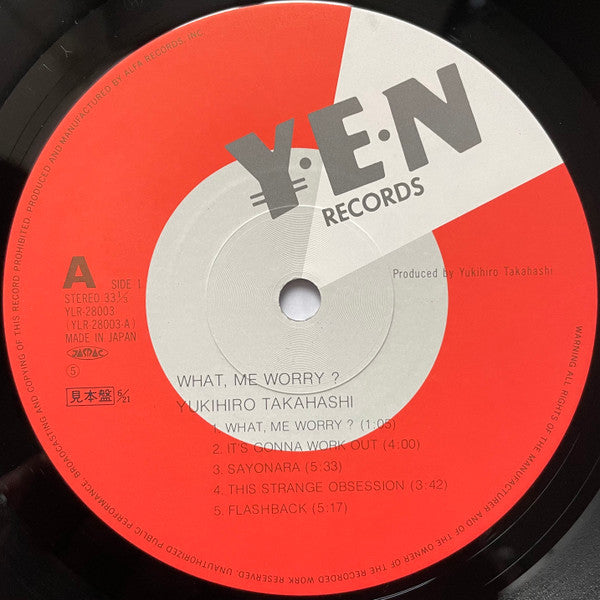 Y·E·N
RECORDS
A SIDE 1
STEREO 33⅓
YLR-28003
(YLR-28003-A)
MADE IN JAPAN
JASRAC
⑤
見本盤 6/21
Produced by Yukihiro Takahashi
WHAT, ME WORRY ?
YUKIHIRO TAKAHASHI
1. WHAT, ME WORRY ? (1:05)
2. IT'S GONNA WORK OUT (4:00)
3. SAYONARA (5:33)
4. THIS STRANGE OBSESSION (3:42)
5. FLASHBACK (5:17)
WARNING. ALL RIGHTS OF THE MANUFACTURER AND OF THE OWNER OF THE RECORDED WORK RESERVED. UNAUTHORIZED PUBLIC PERFORMANCE, BROADCASTING AND COPYING OF THIS RECORD PROHIBITED. PRODUCED AND MANUFACTURED BY ALFA RECORDS, INC.